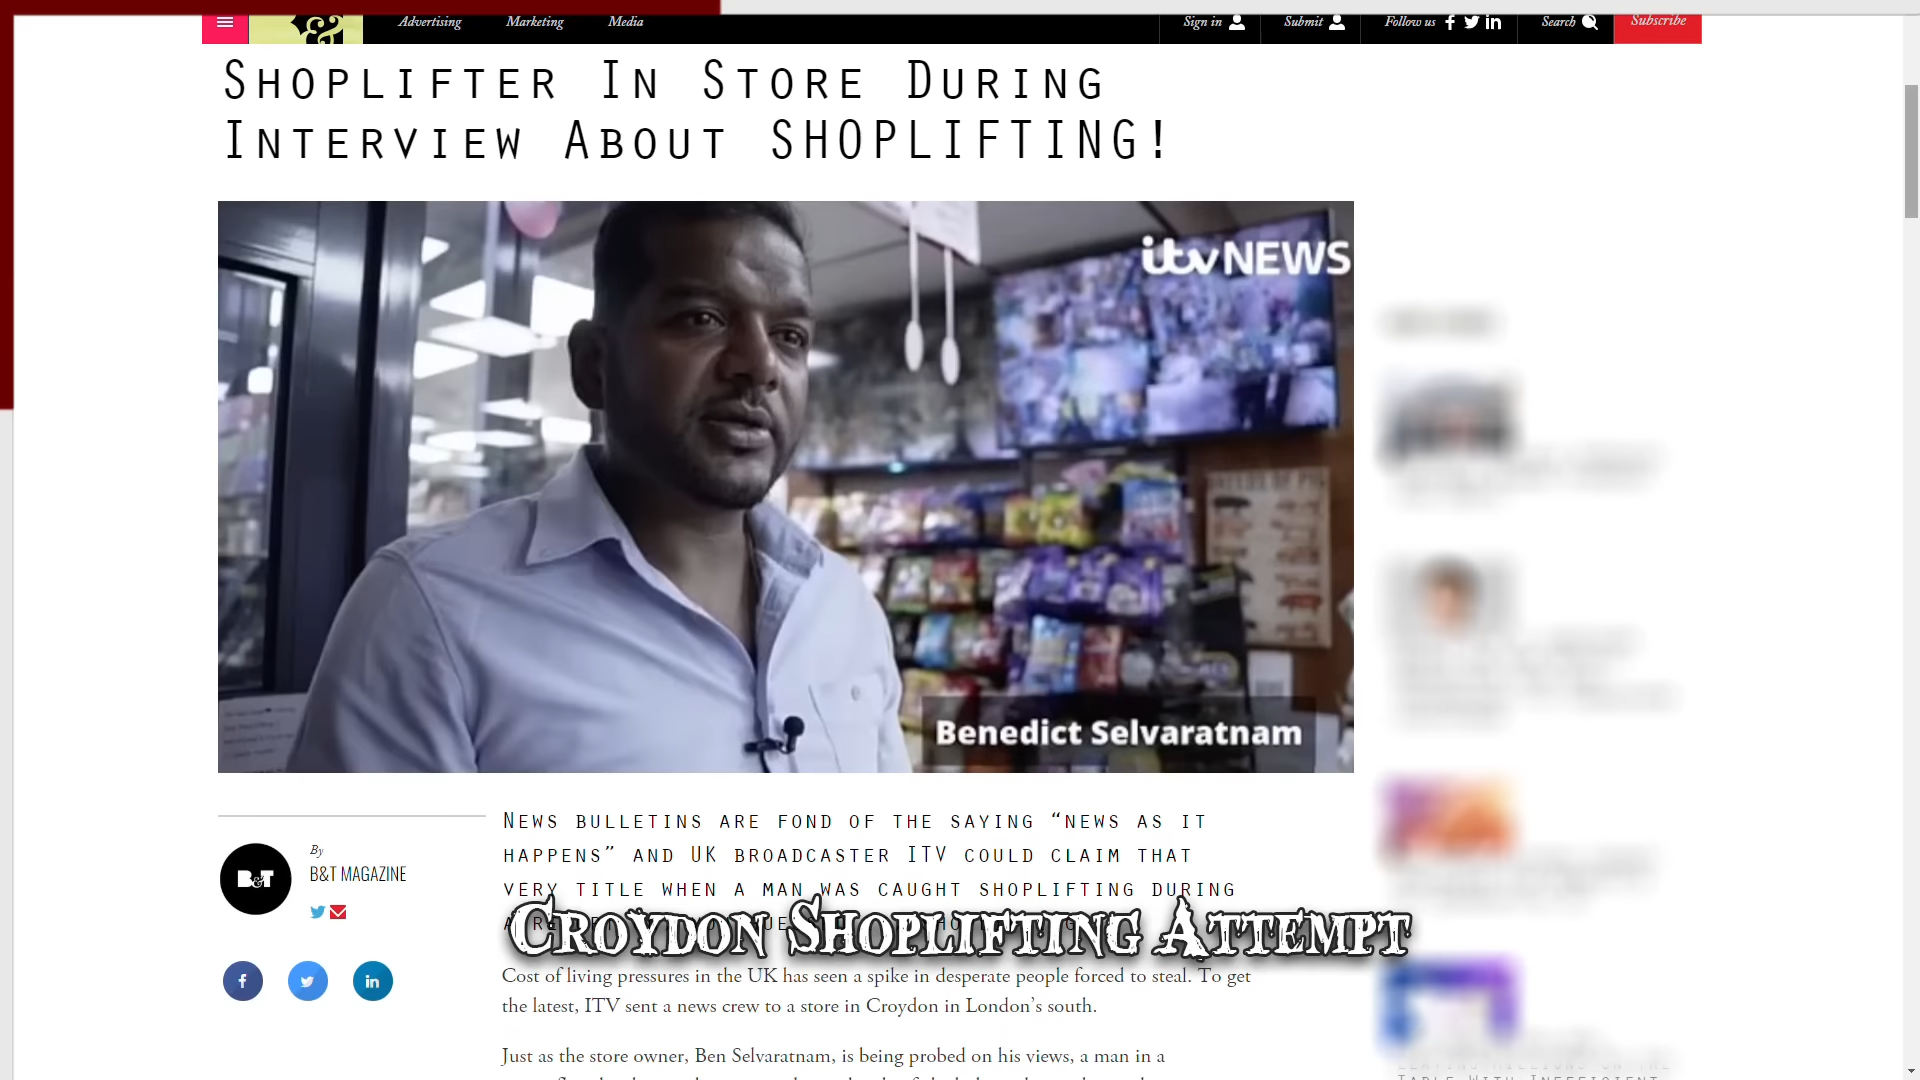 Advertising Marketing Media Sign in Submit Follow us Search Subscribe
SHOPLIFTER IN STORE DURING
INTERVIEW ABOUT SHOPLIFTING!
itv NEWS
Benedict Selvaratnam
By
B&T MAGAZINE
B&T
NEWS BULLETINS ARE FOND OF THE SAYING “NEWS AS IT
HAPPENS” AND UK BROADCASTER ITV COULD CLAIM THAT
VERY TITLE WHEN A MAN WAS CAUGHT SHOPLIFTING DURING
CROYDON SHOPLIFTING ATTEMPT
Cost of living pressures in the UK has seen a spike in desperate people forced to steal. To get
the latest, ITV sent a news crew to a store in Croydon in London’s south.
Just as the store owner, Ben Selvaratnam, is being probed on his views, a man in a